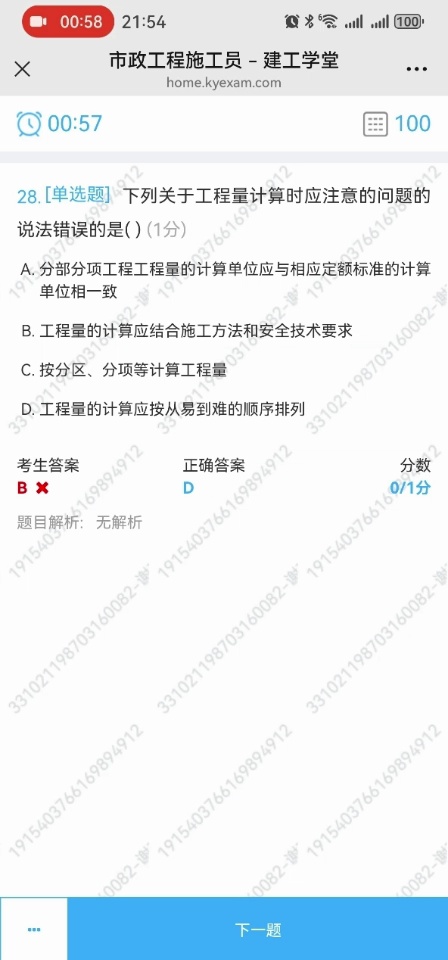 00:58 21:54 100
市政工程施工员 – 建工学堂
home.kyexam.com
00:57 100
28. [单选题] 下列关于工程量计算时应注意的问题的
说法错误的是( ) (1分)
A. 分部分项工程工程量的计算单位应与相应定额标准的计算
单位相一致
B. 工程量的计算应结合施工方法和安全技术要求
C. 按分区、分项等计算工程量
D. 工程量的计算应按从易到难的顺序排列
考生答案 正确答案 分数
B D 0/1分
题目解析: 无解析
下一题